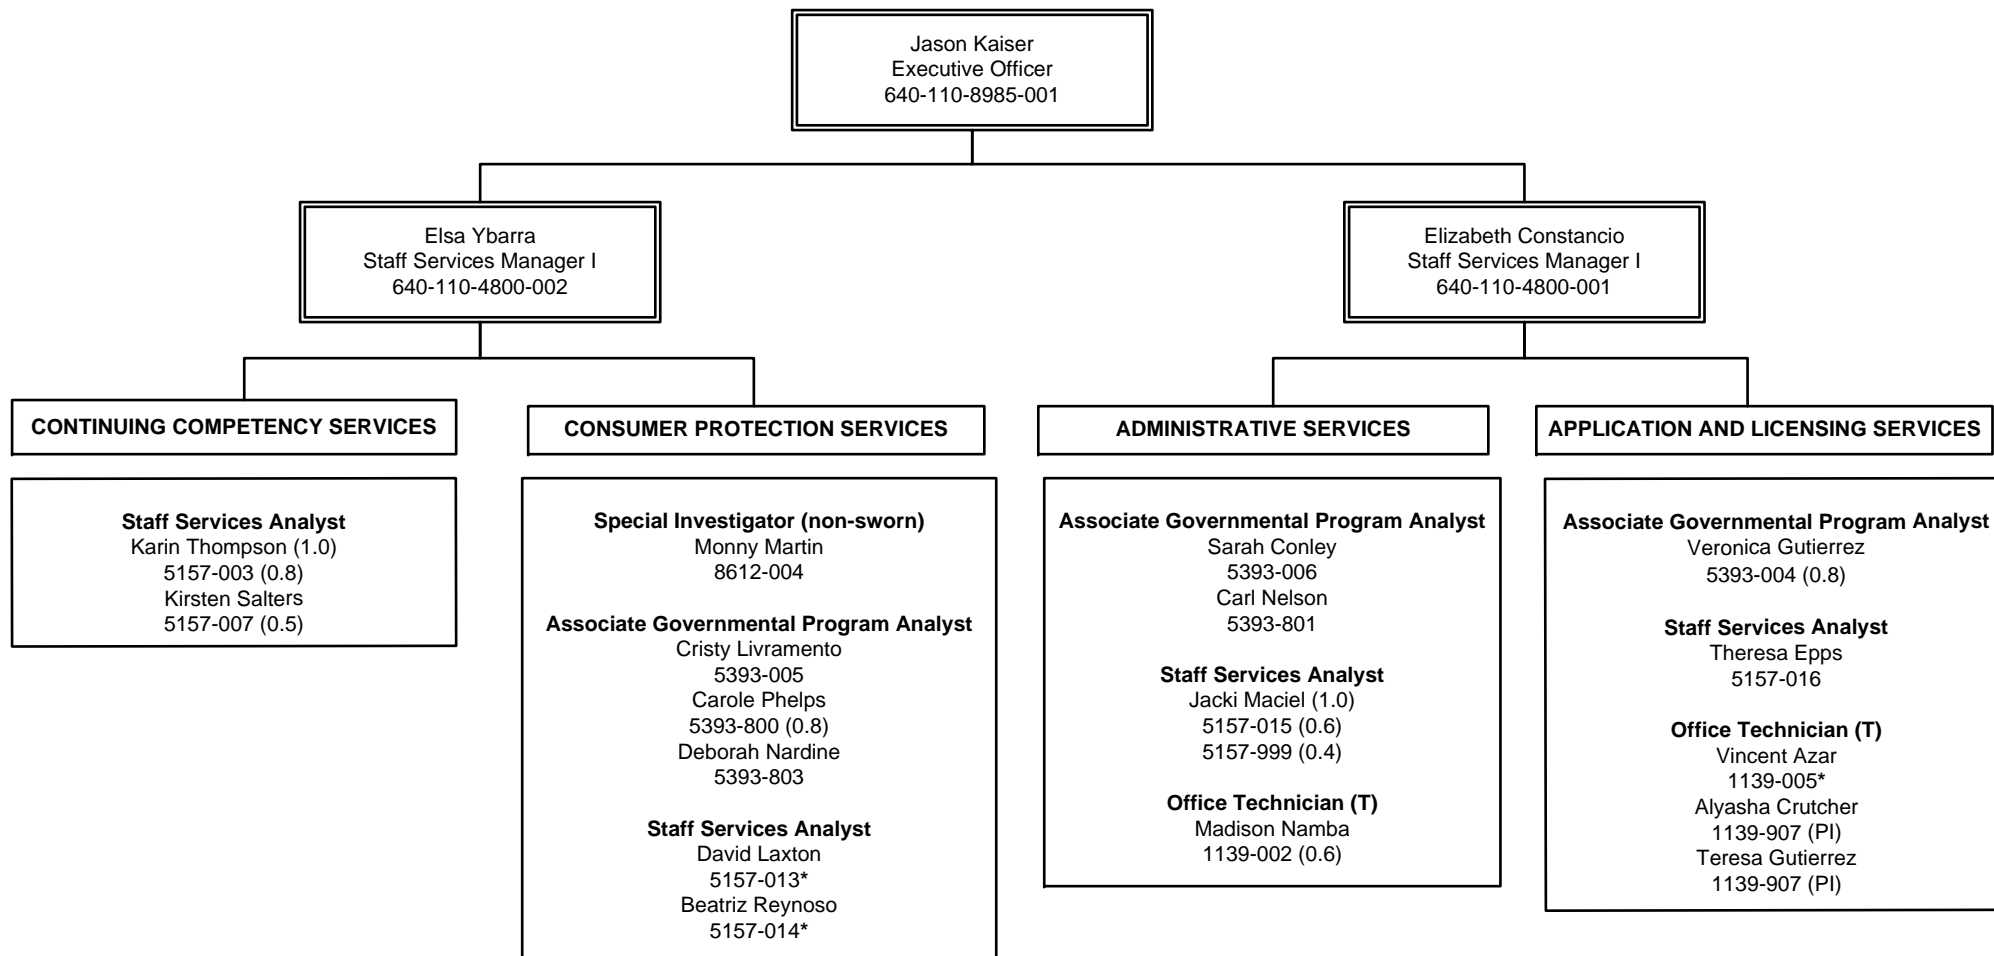 Jason Kaiser
Executive Officer
640-110-8985-001
Elsa Ybarra
Staff Services Manager I
640-110-4800-002
Elizabeth Constancio
Staff Services Manager I
640-110-4800-001
CONTINUING COMPETENCY SERVICES
Staff Services Analyst
Karin Thompson (1.0)
5157-003 (0.8)
Kirsten Salters
5157-007 (0.5)
CONSUMER PROTECTION SERVICES
Special Investigator (non-sworn)
Monny Martin
8612-004
Associate Governmental Program Analyst
Cristy Livramento
5393-005
Carole Phelps
5393-800 (0.8)
Deborah Nardine
5393-803
Staff Services Analyst
David Laxton
5157-013*
Beatriz Reynoso
5157-014*
ADMINISTRATIVE SERVICES
Associate Governmental Program Analyst
Sarah Conley
5393-006
Carl Nelson
5393-801
Staff Services Analyst
Jacki Maciel (1.0)
5157-015 (0.6)
5157-999 (0.4)
Office Technician (T)
Madison Namba
1139-002 (0.6)
APPLICATION AND LICENSING SERVICES
Associate Governmental Program Analyst
Veronica Gutierrez
5393-004 (0.8)
Staff Services Analyst
Theresa Epps
5157-016
Office Technician (T)
Vincent Azar
1139-005*
Alyasha Crutcher
1139-907 (PI)
Teresa Gutierrez
1139-907 (PI)